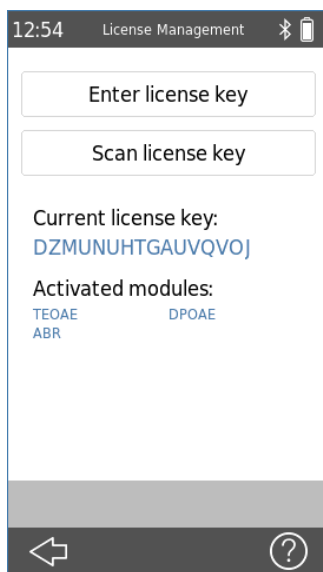 12:54 License Management
Enter license key
Scan license key
Current license key:
DZMUNUHTGAUVQVOJ
Activated modules:
TEOAE DPOAE
ABR
?